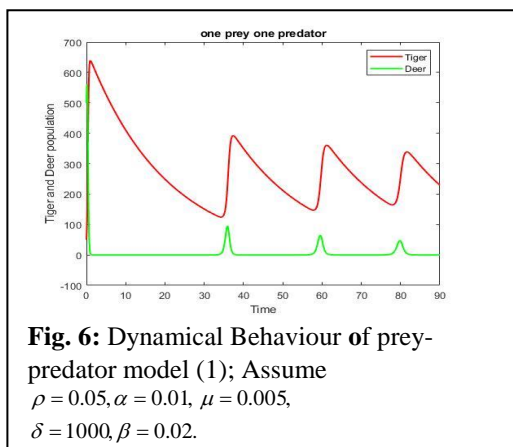 one prey one predator
Tiger and Deer population
700
600
500
400
300
200
100
0
-100
Tiger
Deer
0 10 20 30 40 50 60 70 80 90
Time
Fig. 6: Dynamical Behaviour of prey-
predator model (1); Assume
ρ = 0.05, α = 0.01, μ = 0.005,
δ = 1000, β = 0.02.